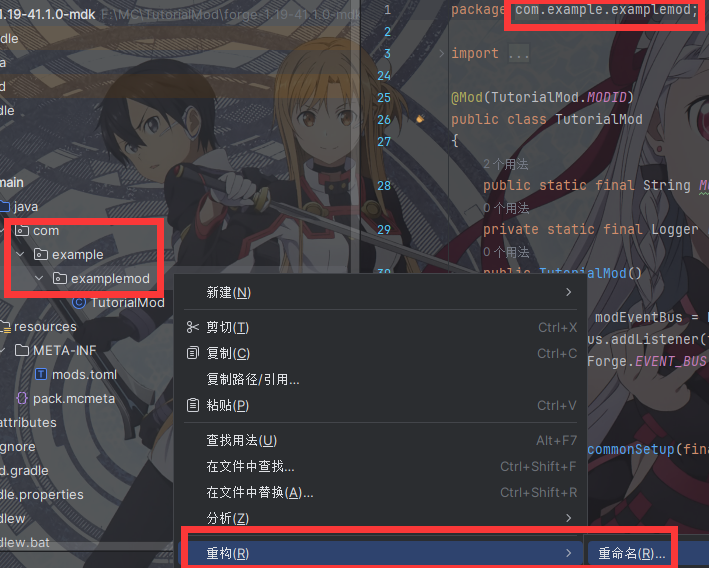 1.19-41.1.0-mdk F:\MC\TutorialMod\forge-1.19-41.1.0-mdk
dle
a
d
dle
main
java
com
example
examplemod
TutorialMod
resources
META-INF
mods.toml
pack.mcmeta
attributes
gnore
d.gradle
dle.properties
dlew
dlew.bat
1 package com.example.examplemod;
2
3 import ...
24
25 @Mod(TutorialMod.MODID)
26 public class TutorialMod
27 {
2个用法
28 public static final String M
0个用法
29 private static final Logger
0个用法
30 public TutorialMod()
modEventBus =
us.addListener(
Forge.EVENT_BUS
commonSetup(fina
新建(N)
剪切(T) Ctrl+X
复制(C) Ctrl+C
复制路径/引用...
粘贴(P) Ctrl+V
查找用法(U) Alt+F7
在文件中查找... Ctrl+Shift+F
在文件中替换(A)... Ctrl+Shift+R
分析(Z)
重构(R)
重命名(R)...